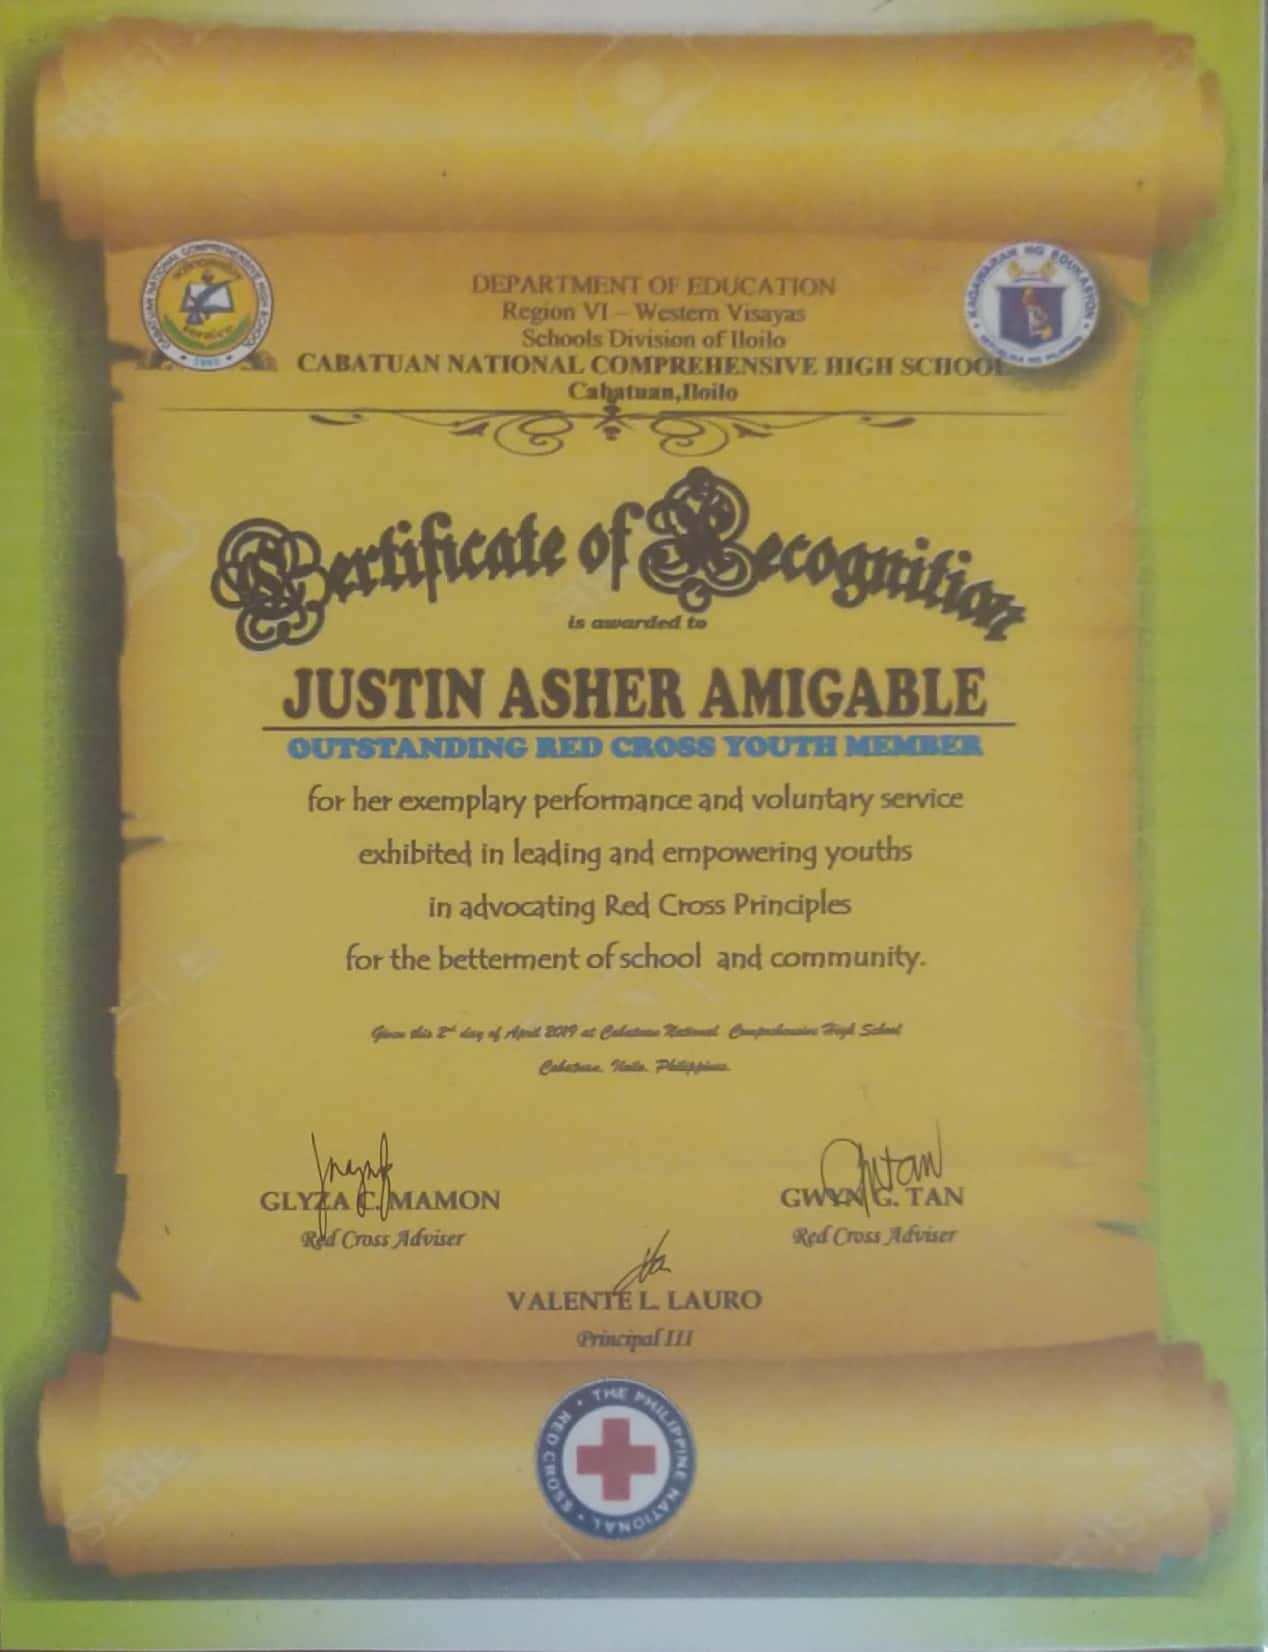 CABATUAN NATIONAL COMPREHENSIVE HIGH SCHOOL
KAGAWARAN NG EDUKASYON
REPUBLIKA NG PILIPINAS
DEPARTMENT OF EDUCATION
Region VI – Western Visayas
Schools Division of Iloilo
CABATUAN NATIONAL COMPREHENSIVE HIGH SCHOOL
Cabatuan,Iloilo
Certificate of Recognition
is awarded to
JUSTIN ASHER AMIGABLE
OUTSTANDING RED CROSS YOUTH MEMBER
for her exemplary performance and voluntary service
exhibited in leading and empowering youths
in advocating Red Cross Principles
for the betterment of school and community.
Given this 2nd day of April 2019 at Cabatuan National Comprehensive High School
Cabatuan, Iloilo, Philippines.
GLYZA C. MAMON
Red Cross Adviser
GWYN G. TAN
Red Cross Adviser
VALENTE L. LAURO
Principal III
THE PHILIPPINE NATIONAL RED CROSS